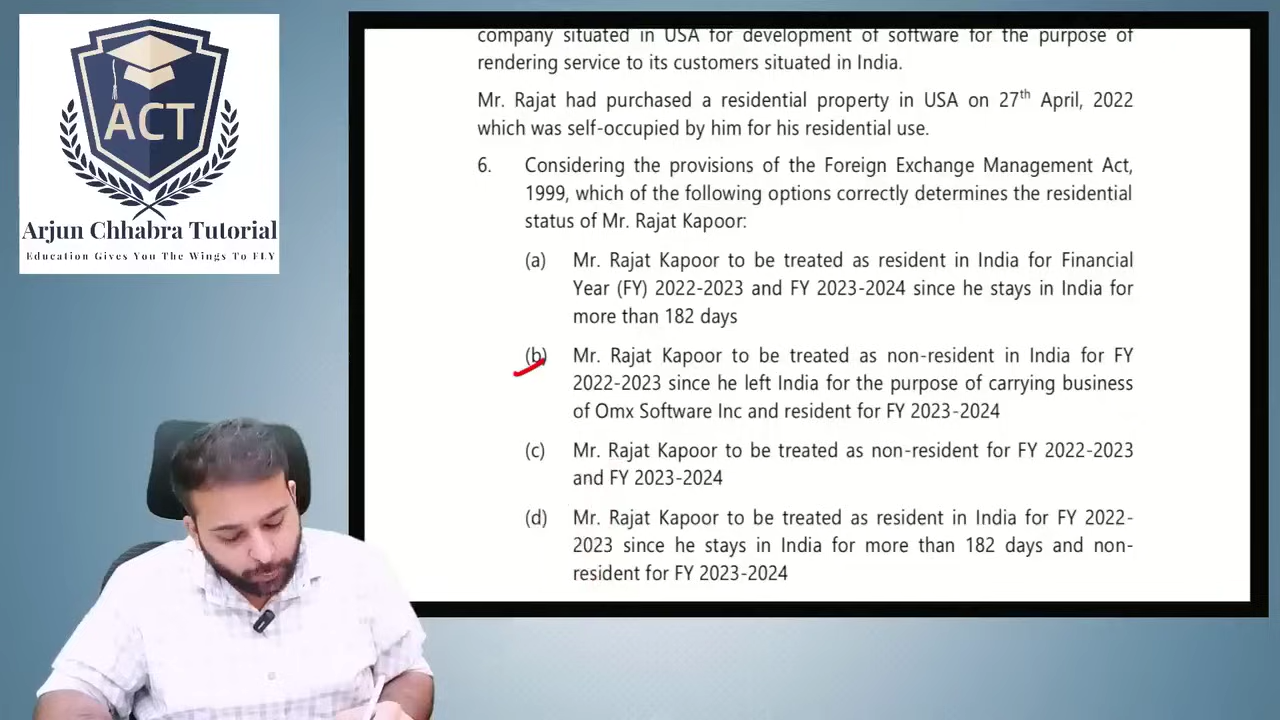 ACT
Arjun Chhabra Tutorial
Education Gives You The Wings To FLY
company situated in USA for development of software for the purpose of
rendering service to its customers situated in India.
Mr. Rajat had purchased a residential property in USA on 27th April, 2022
which was self-occupied by him for his residential use.
6. Considering the provisions of the Foreign Exchange Management Act,
1999, which of the following options correctly determines the residential
status of Mr. Rajat Kapoor:
(a) Mr. Rajat Kapoor to be treated as resident in India for Financial
Year (FY) 2022-2023 and FY 2023-2024 since he stays in India for
more than 182 days
(b) Mr. Rajat Kapoor to be treated as non-resident in India for FY
2022-2023 since he left India for the purpose of carrying business
of Omx Software Inc and resident for FY 2023-2024
(c) Mr. Rajat Kapoor to be treated as non-resident for FY 2022-2023
and FY 2023-2024
(d) Mr. Rajat Kapoor to be treated as resident in India for FY 2022-
2023 since he stays in India for more than 182 days and non-
resident for FY 2023-2024